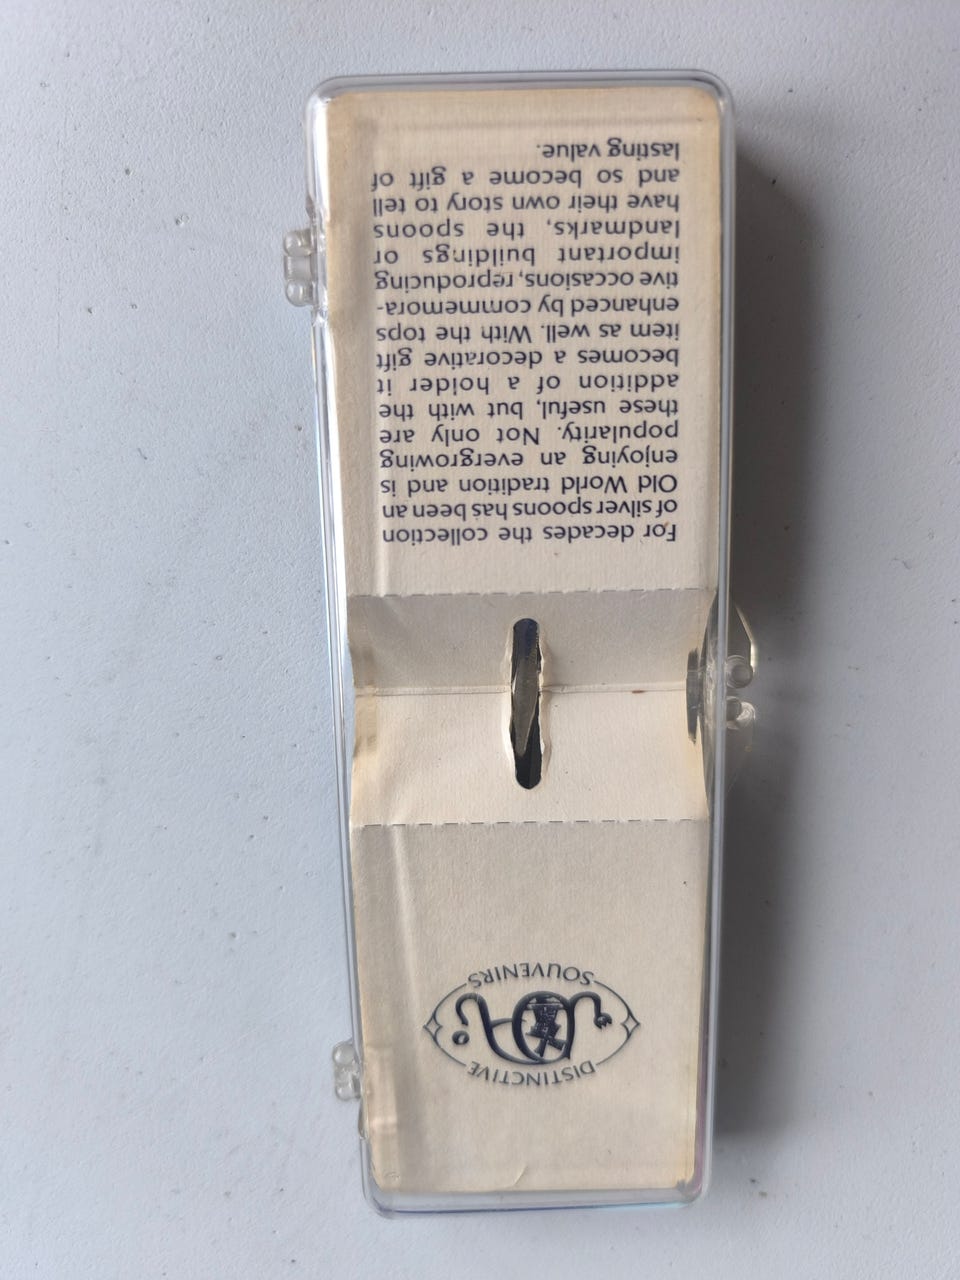 DISTINCTIVE
SOUVENIRS
For decades the collection
of silver spoons has been an
Old World tradition and is
enjoying an evergrowing
popularity. Not only are
these useful, but with the
addition of a holder it
becomes a decorative gift
item as well. With the tops
enhanced by commemora-
tive occasions, reproducing
important buildings or
landmarks, the spoons
have their own story to tell
and so become a gift of
lasting value.